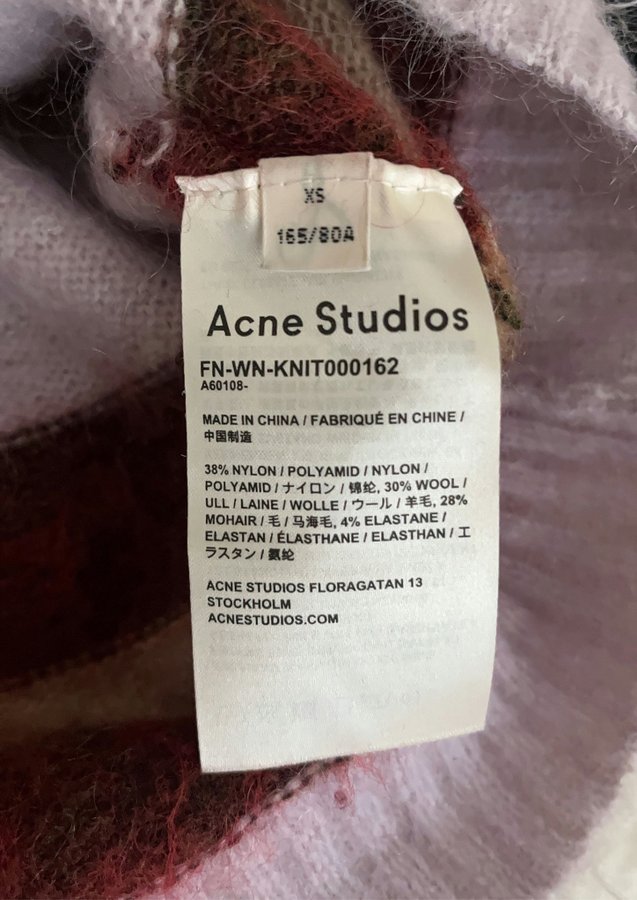 XS
165/80A
Acne Studios
FN-WN-KNIT000162
A60108-
MADE IN CHINA / FABRIQUÉ EN CHINE /
中国制造
38% NYLON / POLYAMID / NYLON /
POLYAMID / ナイロン / 锦纶, 30% WOOL /
ULL / LAINE / WOLLE / ウール / 羊毛, 28%
MOHAIR / 毛 / 马海毛, 4% ELASTANE /
ELASTAN / ÉLASTHANE / ELASTHAN / エ
ラスタン / 氨纶
ACNE STUDIOS FLORAGATAN 13
STOCKHOLM
ACNESTUDIOS.COM